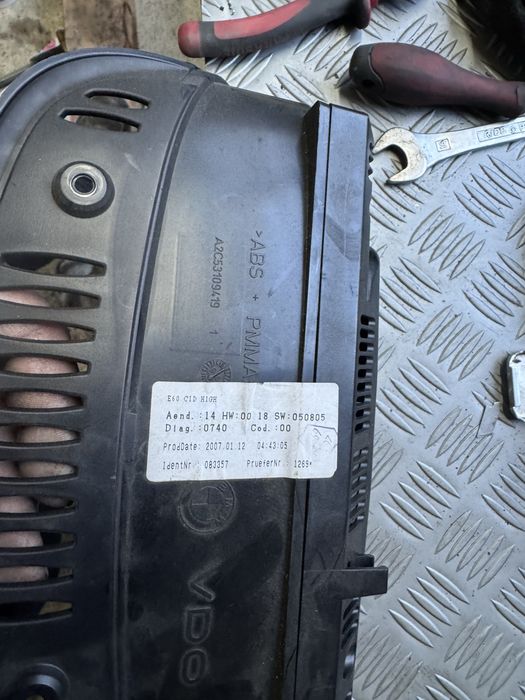 >ABS + PMMA
A2C53109419 1
E60 CID HIGH
Aend.:14 HW:00 18 SW:050805
Diag.:0740 Cod.:00
ProdDate: 2007.01.12 04:43:05
IdentNr.: 083357 PrueferNr.: 1269*
VDO